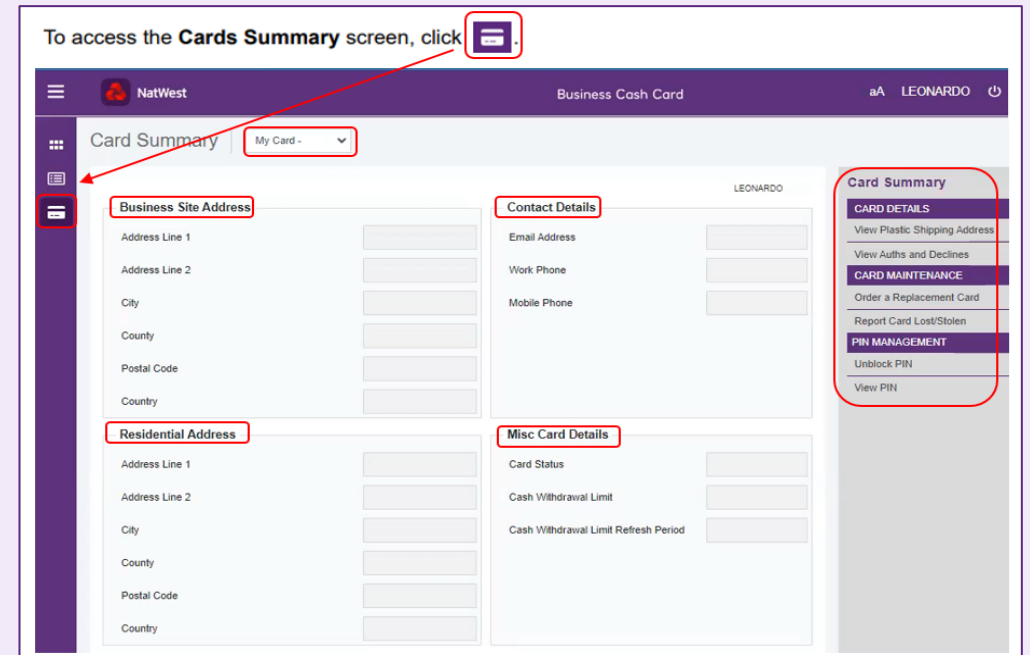 To access the Cards Summary screen, click .
NatWest
Business Cash Card
aA LEONARDO
Card Summary
My Card -
LEONARDO
Business Site Address
Address Line 1
Address Line 2
City
County
Postal Code
Country
Contact Details
Email Address
Work Phone
Mobile Phone
Residential Address
Address Line 1
Address Line 2
City
County
Postal Code
Country
Misc Card Details
Card Status
Cash Withdrawal Limit
Cash Withdrawal Limit Refresh Period
Card Summary
CARD DETAILS
View Plastic Shipping Address
View Auths and Declines
CARD MAINTENANCE
Order a Replacement Card
Report Card Lost/Stolen
PIN MANAGEMENT
Unblock PIN
View PIN